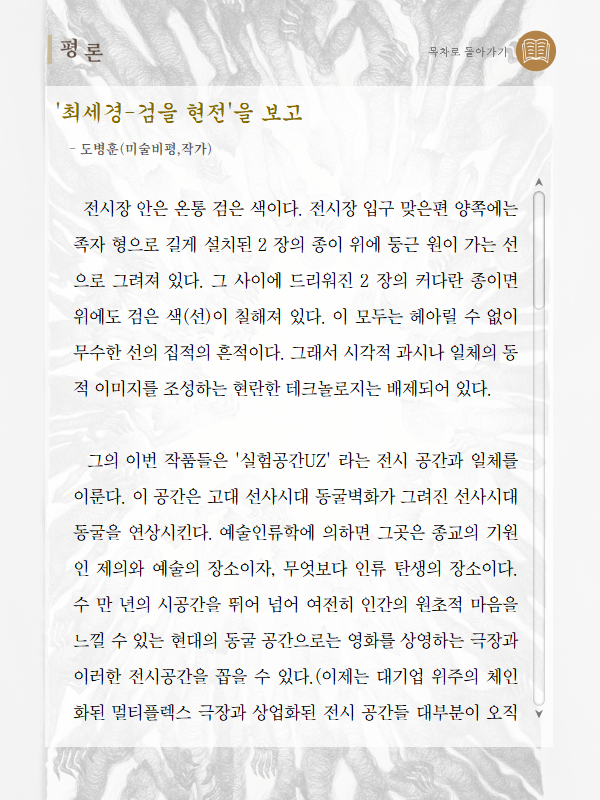 평 론
목차로 돌아가기
'최세경-검을 현전'을 보고
- 도병훈(미술비평,작가)
전시장 안은 온통 검은 색이다. 전시장 입구 맞은편 양쪽에는
족자 형으로 길게 설치된 2 장의 종이 위에 둥근 원이 가는 선
으로 그려져 있다. 그 사이에 드리워진 2 장의 커다란 종이면
위에도 검은 색(선)이 칠해져 있다. 이 모두는 헤아릴 수 없이
무수한 선의 집적의 흔적이다. 그래서 시각적 과시나 일체의 동
적 이미지를 조성하는 현란한 테크놀로지는 배제되어 있다.
그의 이번 작품들은 '실험공간UZ' 라는 전시 공간과 일체를
이룬다. 이 공간은 고대 선사시대 동굴벽화가 그려진 선사시대
동굴을 연상시킨다. 예술인류학에 의하면 그곳은 종교의 기원
인 제의와 예술의 장소이자, 무엇보다 인류 탄생의 장소이다.
수 만 년의 시공간을 뛰어 넘어 여전히 인간의 원초적 마음을
느낄 수 있는 현대의 동굴 공간으로는 영화를 상영하는 극장과
이러한 전시공간을 꼽을 수 있다.(이제는 대기업 위주의 체인
화된 멀티플렉스 극장과 상업화된 전시 공간들 대부분이 오직